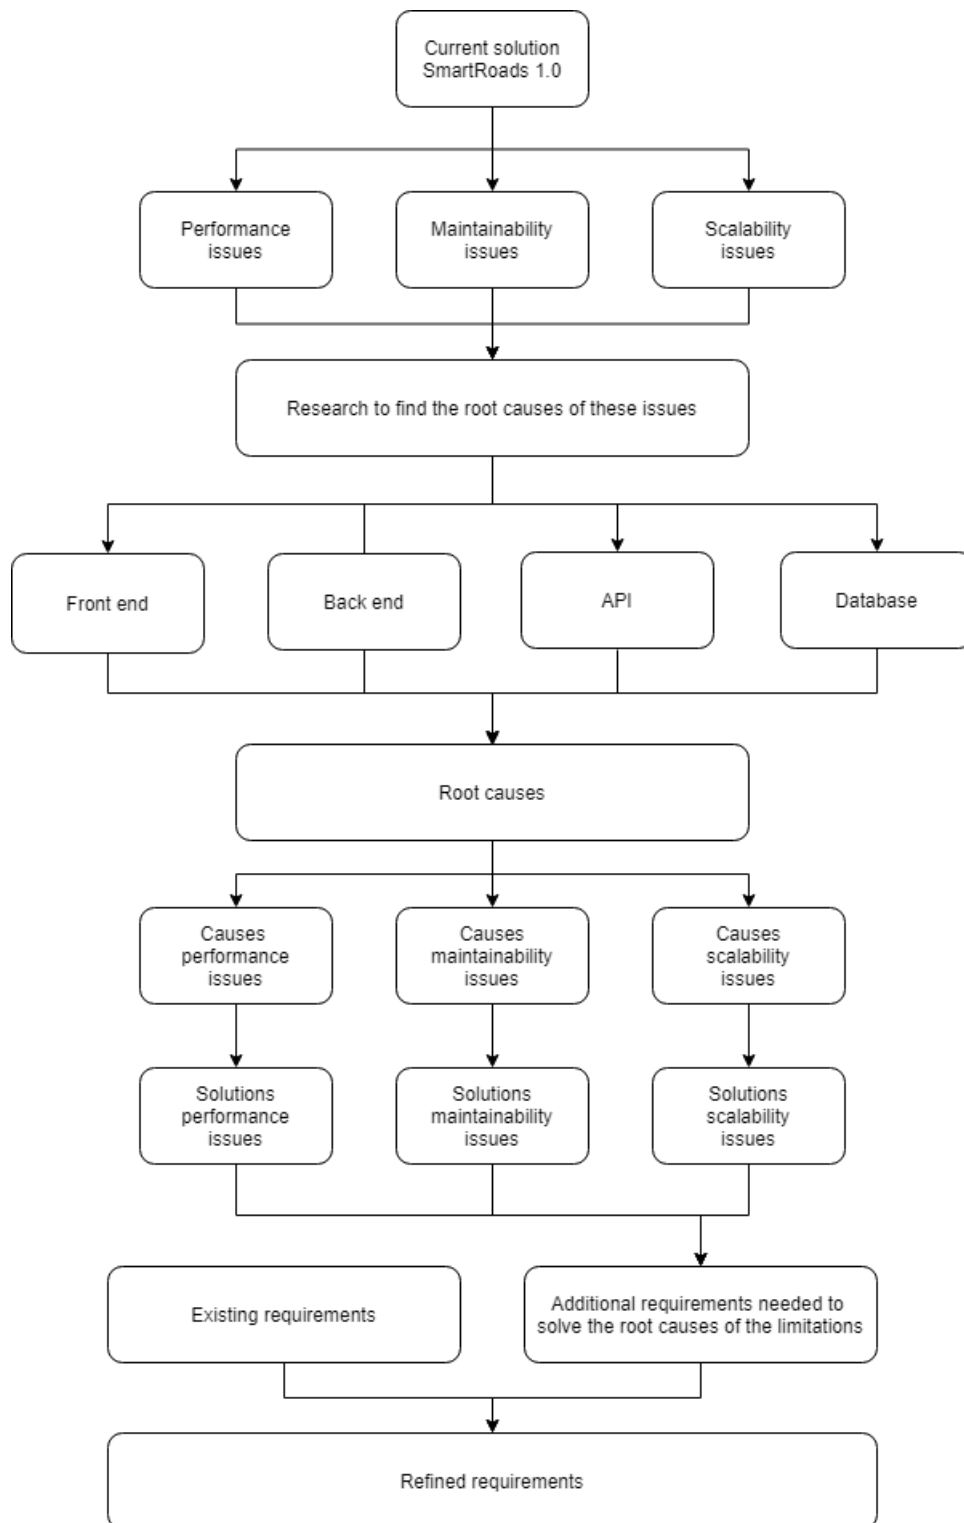 Current solution
SmartRoads 1.0
Performance
issues
Maintainability
issues
Scalability
issues
Research to find the root causes of these issues
Front end
Back end
API
Database
Root causes
Causes
performance
issues
Causes
maintainability
issues
Causes
scalability
issues
Solutions
performance
issues
Solutions
maintainability
issues
Solutions
scalability
issues
Existing requirements
Additional requirements needed to
solve the root causes of the limitations
Refined requirements